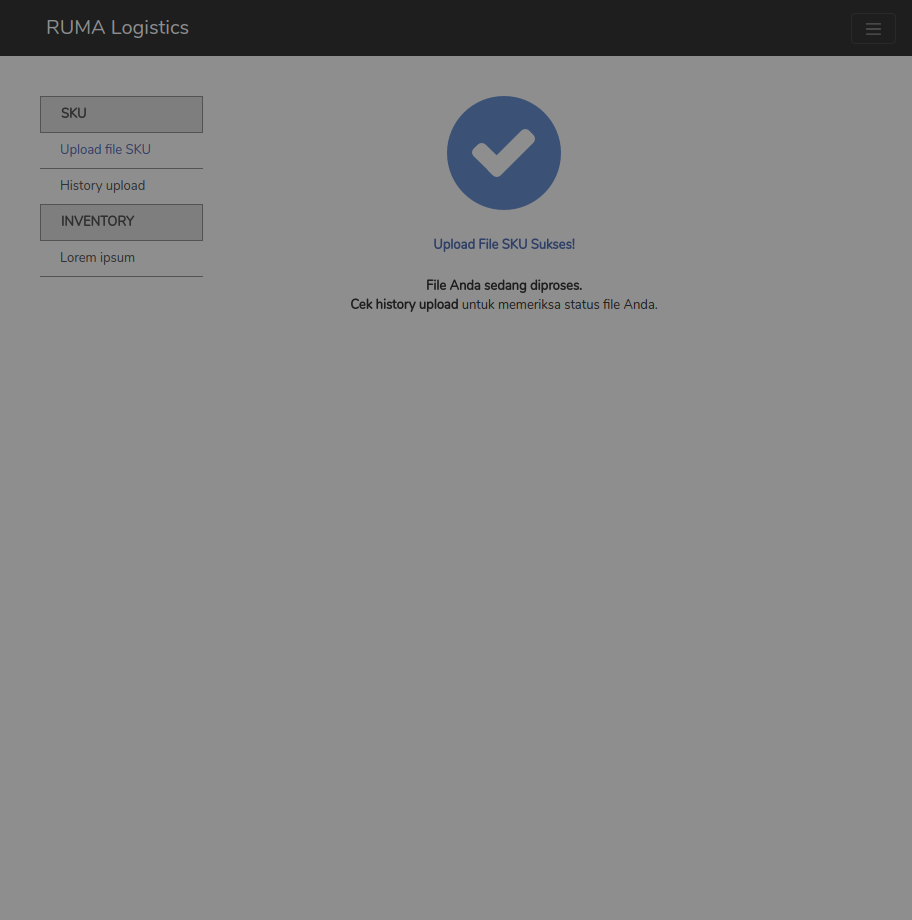 RUMA Logistics
SKU
Upload file SKU
History upload
INVENTORY
Lorem ipsum
Upload File SKU Sukses!
File Anda sedang diproses.
Cek history upload untuk memeriksa status file Anda.